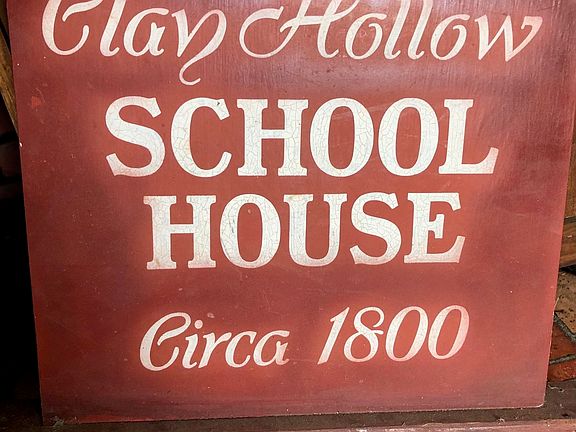 Clay Hollow
SCHOOL
HOUSE
Circa 1800